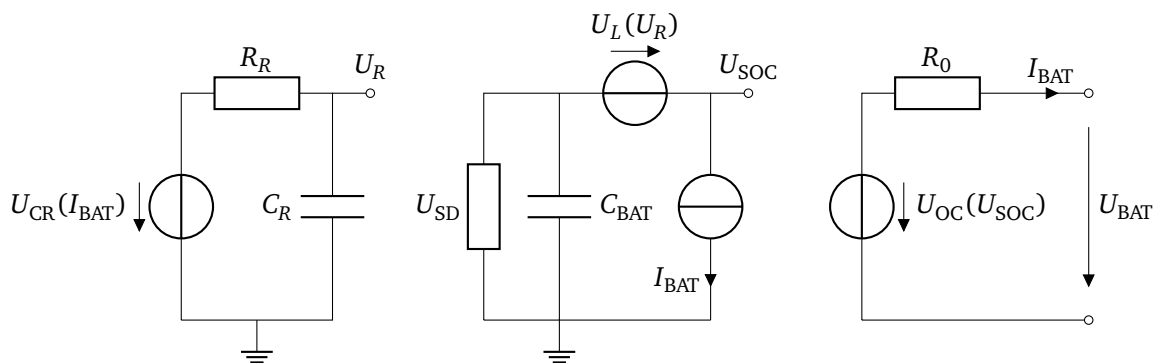 U_L(U_R)
R_R
U_R
U_SOC
R_0
I_BAT
U_CR(I_BAT)
C_R
U_SD
C_BAT
U_OC(U_SOC)
U_BAT
I_BAT